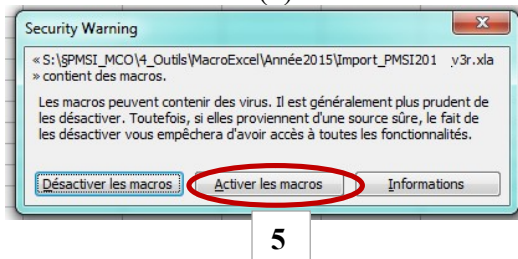 Security Warning
« S:\§PMSI_MCO\4_Outils\MacroExcel\Année2015\Import_PMSI201 v3r.xla
» contient des macros.
Les macros peuvent contenir des virus. Il est généralement plus prudent de
les désactiver. Toutefois, si elles proviennent d'une source sûre, le fait de
les désactiver vous empêchera d'avoir accès à toutes les fonctionnalités.
Désactiver les macros Activer les macros Informations
5